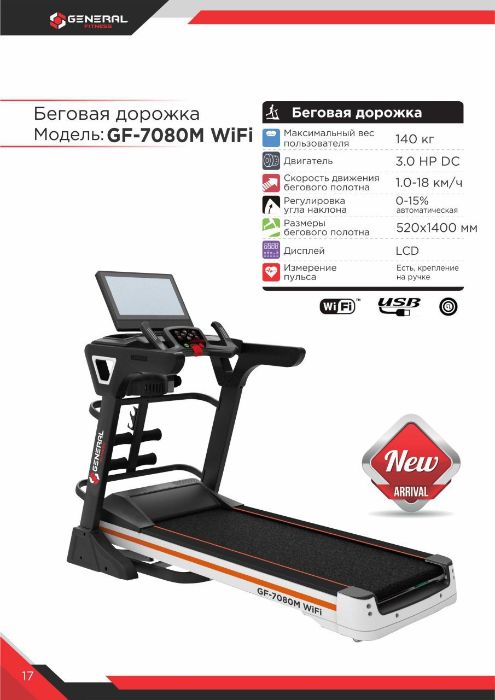 GENERAL
FITNESS
Беговая дорожка
Модель: GF-7080M WiFi
Беговая дорожка
Максимальный вес
пользователя
140 кг
Двигатель
3.0 HP DC
Скорость движения
бегового полотна
1.0-18 км/ч
Регулировка
угла наклона
0-15%
автоматическая
Размеры
бегового полотна
520x1400 мм
Дисплей
LCD
Измерение
пульса
Есть, крепление
на ручке
WiFi™
USB
GENERAL
New
ARRIVAL
GF-7080M WiFi
17